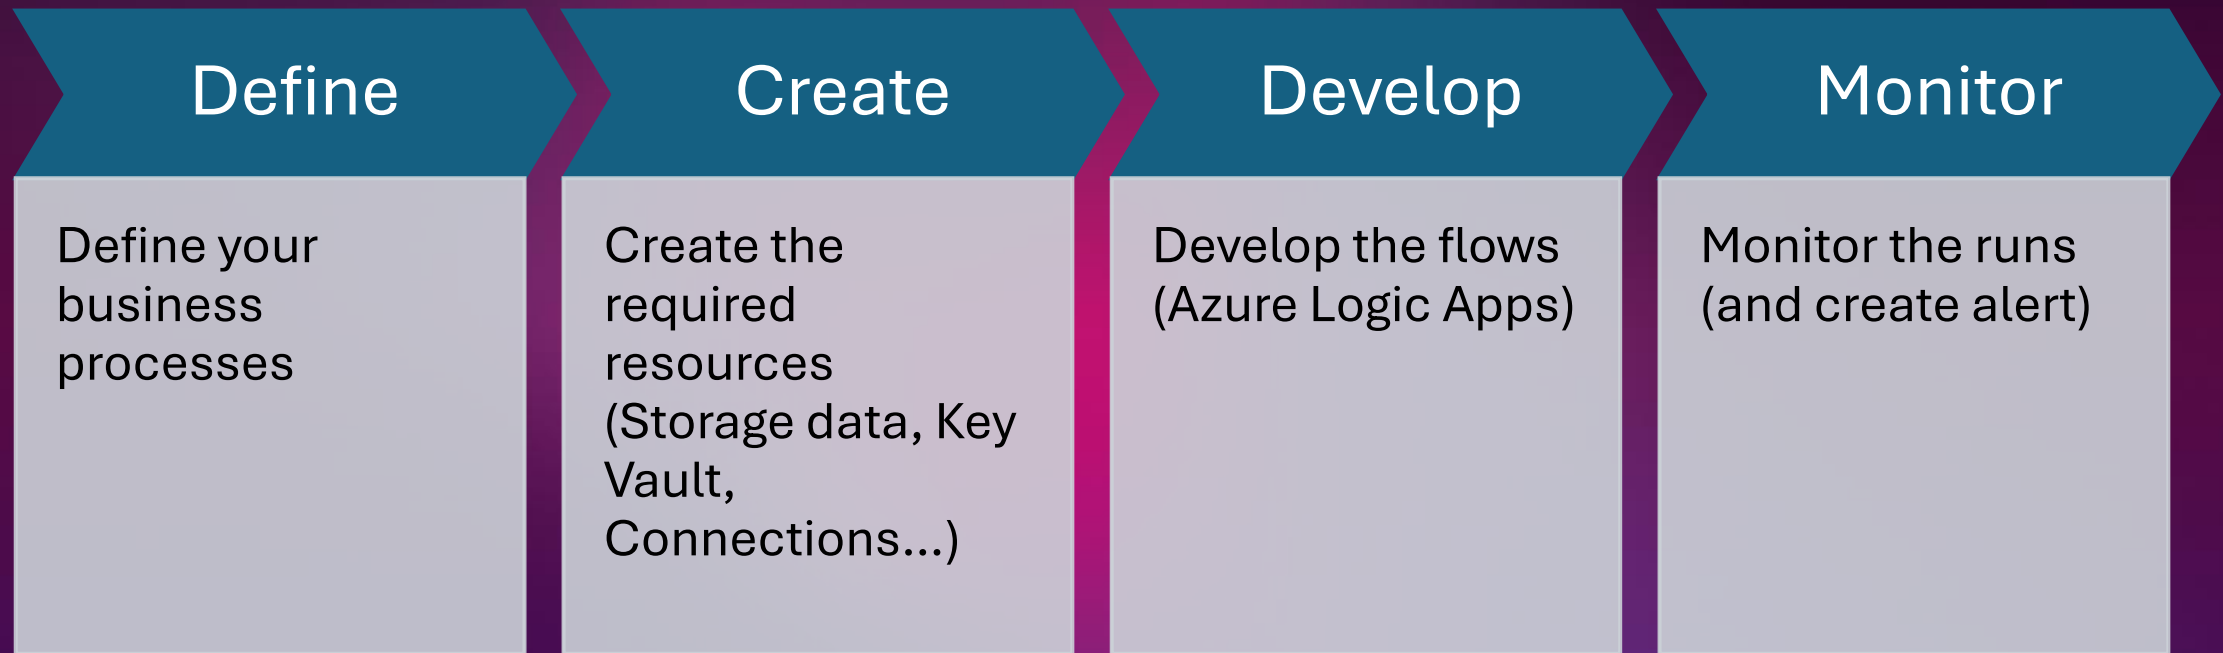 Define
Define your
business
processes
Create
Create the
required
resources
(Storage data, Key
Vault,
Connections...)
Develop
Develop the flows
(Azure Logic Apps)
Monitor
Monitor the runs
(and create alert)